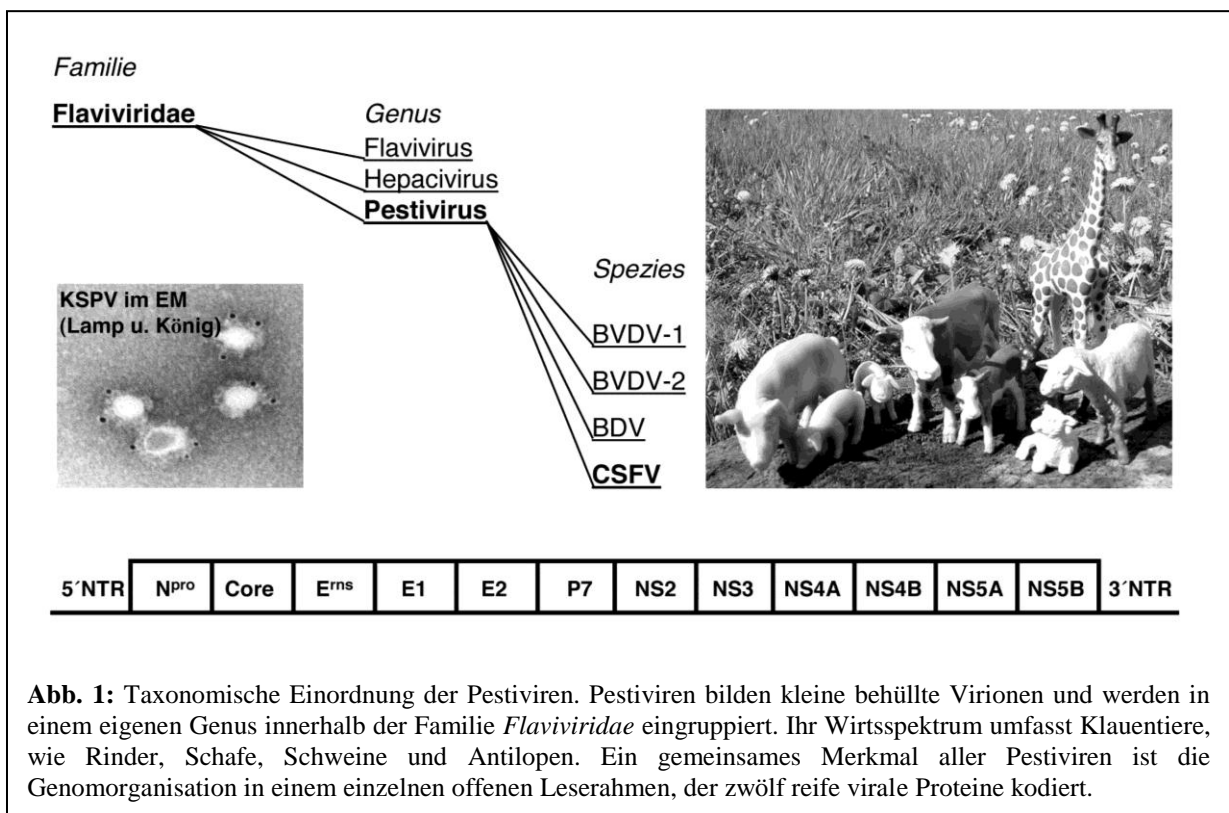 Familie
Flaviviridae
Genus
Flavivirus
Hepacivirus
Pestivirus
Spezies
BVDV-1
BVDV-2
BDV
CSFV
KSPV im EM
(Lamp u. König)
5´NTR Npro Core Erns E1 E2 P7 NS2 NS3 NS4A NS4B NS5A NS5B 3´NTR
Abb. 1: Taxonomische Einordnung der Pestiviren. Pestiviren bilden kleine behüllte Virionen und werden in
einem eigenen Genus innerhalb der Familie Flaviviridae eingruppiert. Ihr Wirtsspektrum umfasst Klauentiere,
wie Rinder, Schafe, Schweine und Antilopen. Ein gemeinsames Merkmal aller Pestiviren ist die
Genomorganisation in einem einzelnen offenen Leserahmen, der zwölf reife virale Proteine kodiert.